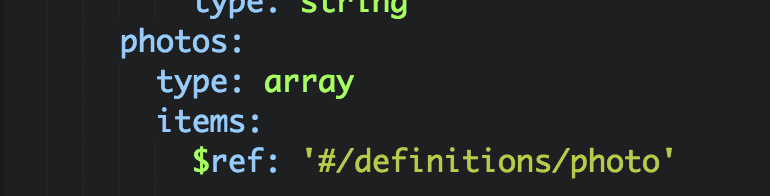 type: string
photos:
type: array
items:
$ref: '#/definitions/photo'